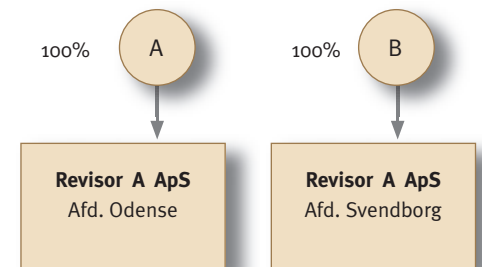 100% A 100% B
Revisor A ApS
Afd. Odense
Revisor A ApS
Afd. Svendborg